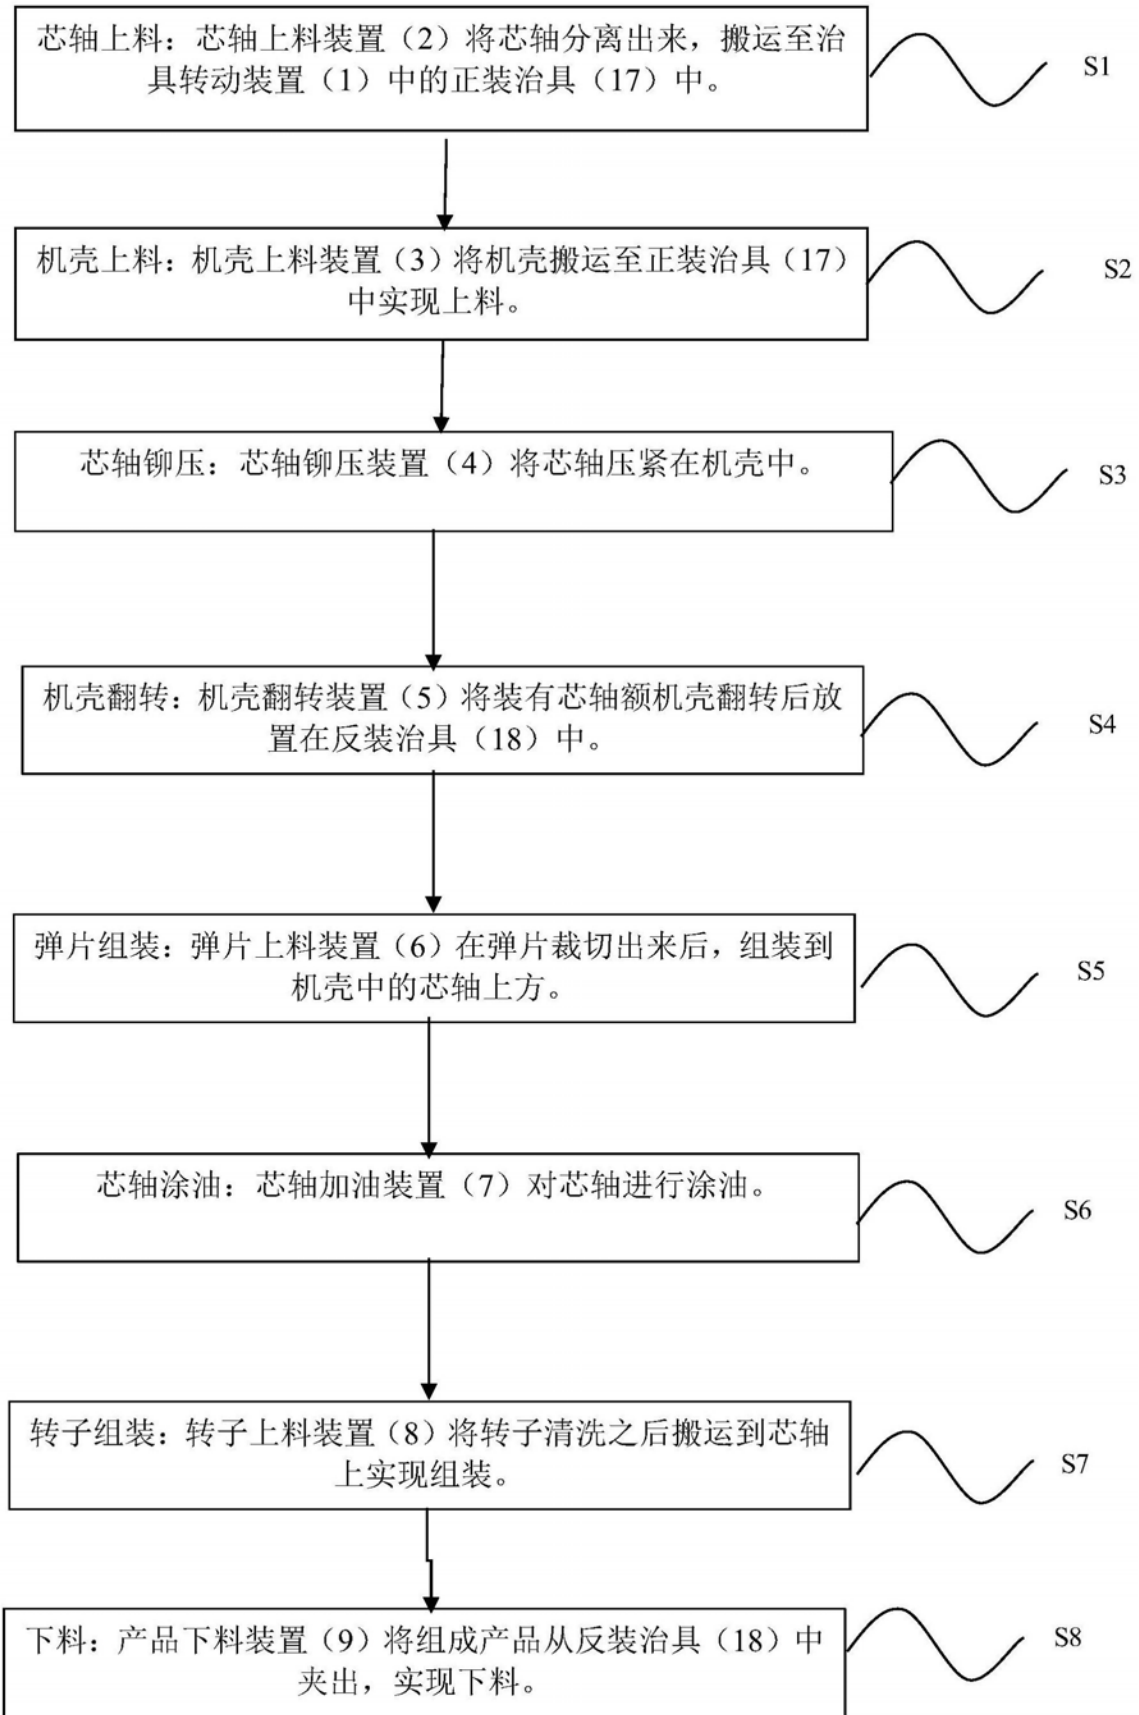 芯轴上料：芯轴上料装置（2）将芯轴分离出来，搬运至治
具转动装置（1）中的正装治具（17）中。
S1
机壳上料：机壳上料装置（3）将机壳搬运至正装治具（17）
中实现上料。
S2
芯轴铆压：芯轴铆压装置（4）将芯轴压紧在机壳中。
S3
机壳翻转：机壳翻转装置（5）将装有芯轴额机壳翻转后放
置在反装治具（18）中。
S4
弹片组装：弹片上料装置（6）在弹片裁切出来后，组装到
机壳中的芯轴上方。
S5
芯轴涂油：芯轴加油装置（7）对芯轴进行涂油。
S6
转子组装：转子上料装置（8）将转子清洗之后搬运到芯轴
上实现组装。
S7
下料：产品下料装置（9）将组成产品从反装治具（18）中
夹出，实现下料。
S8